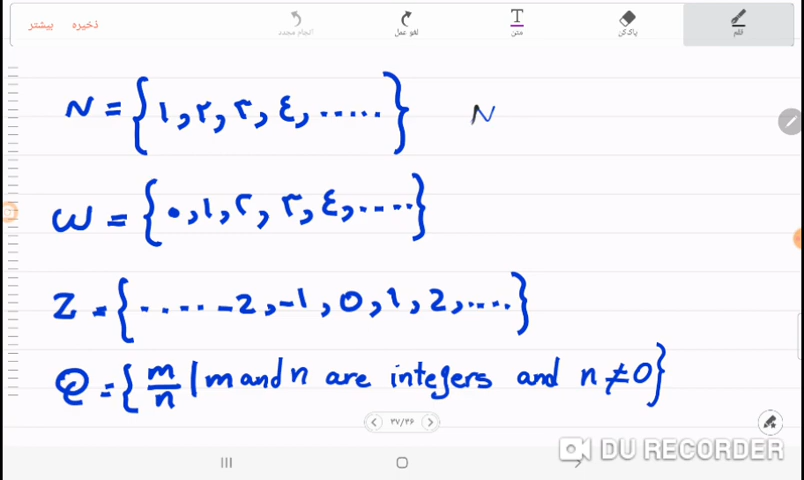 بیشتر ذخیره انجام مجدد لغو عمل متن پاک‌کن قلم
N = {۱, ۲, ۳, ٤, .....} N
W = {۰, ۱, ۲, ۳, ٤, ....}
Z = {.....-2, -1, 0, 1, 2, ....}
Q = {m/n | m and n are integers and n ≠ 0}
۳۷/۳۶
DU RECORDER